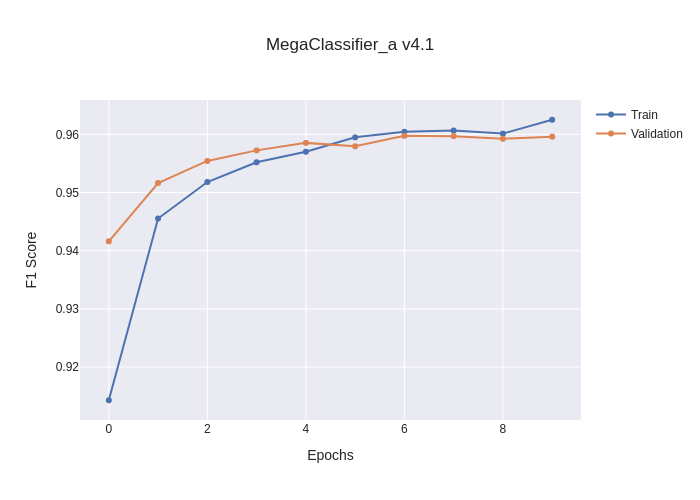 MegaClassifier_a v4.1
Train
Validation
F1 Score
0.96
0.95
0.94
0.93
0.92
0 2 4 6 8
Epochs